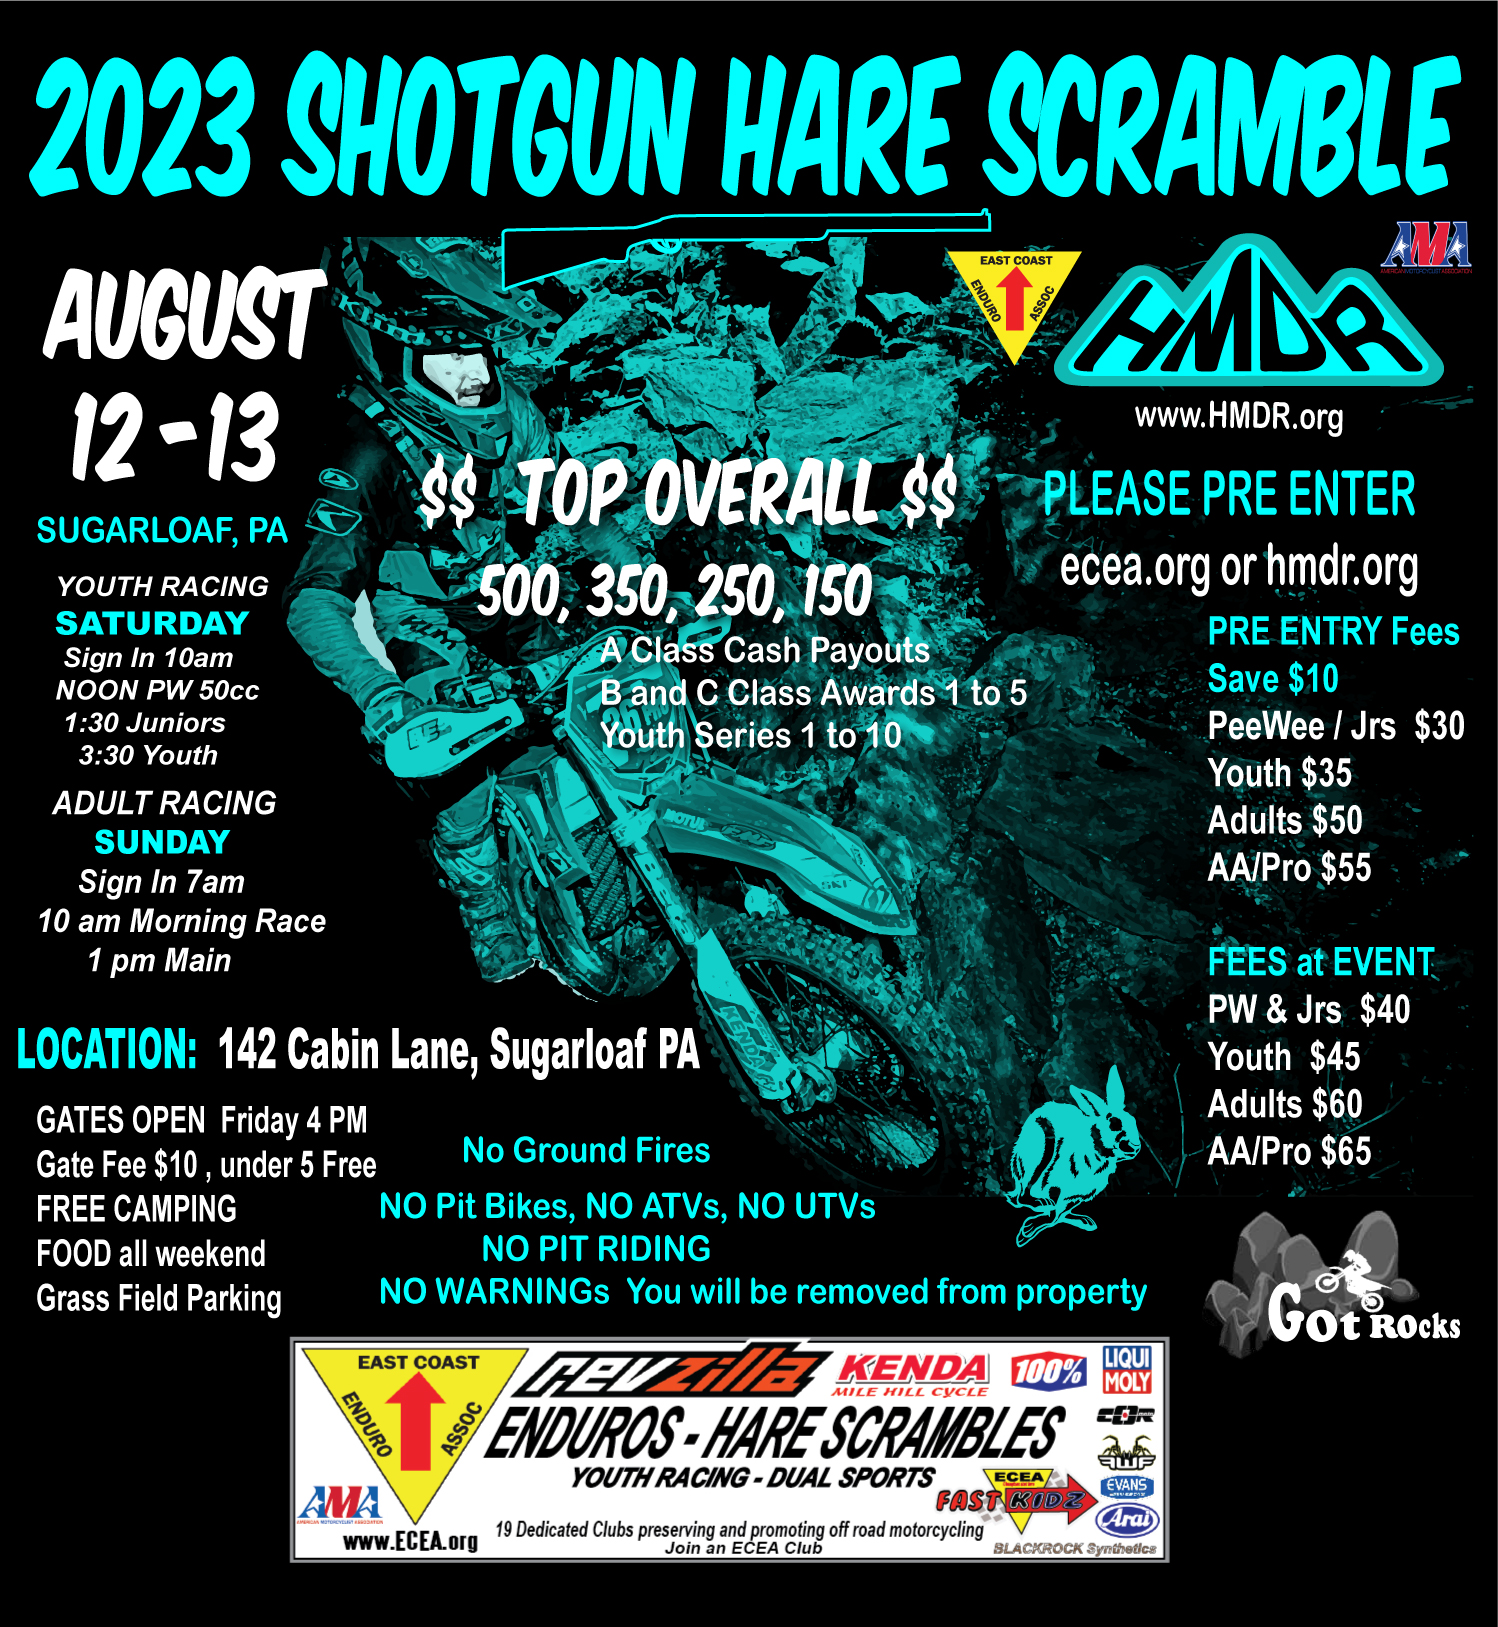 2023 SHOTGUN HARE SCRAMBLE
AUGUST
12-13
SUGARLOAF, PA
YOUTH RACING
SATURDAY
Sign In 10am
NOON PW 50cc
1:30 Juniors
3:30 Youth
ADULT RACING
SUNDAY
Sign In 7am
10 am Morning Race
1 pm Main
$$ TOP OVERALL $$
500, 350, 250, 150
A Class Cash Payouts
B and C Class Awards 1 to 5
Youth Series 1 to 10
EAST COAST
ENDURO
ASSOC
AMA
AMERICAN MOTORCYCLIST ASSOCIATION
HMDR
www.HMDR.org
PLEASE PRE ENTER
ecea.org or hmdr.org
PRE ENTRY Fees
Save $10
PeeWee / Jrs $30
Youth $35
Adults $50
AA/Pro $55
FEES at EVENT
PW & Jrs $40
Youth $45
Adults $60
AA/Pro $65
LOCATION: 142 Cabin Lane, Sugarloaf PA
GATES OPEN Friday 4 PM
Gate Fee $10 , under 5 Free
FREE CAMPING
FOOD all weekend
Grass Field Parking
No Ground Fires
NO Pit Bikes, NO ATVs, NO UTVs
NO PIT RIDING
NO WARNINGs You will be removed from property
KENDA
Got ROcks
EAST COAST
ENDURO
ASSOC
AMA
AMERICAN MOTORCYCLIST ASSOCIATION
www.ECEA.org
revzilla
KENDA
MILE HILL CYCLE
100%
LIQUI
MOLY
ENDUROS - HARE SCRAMBLES
YOUTH RACING - DUAL SPORTS
ECEA
FAST KIDZ
EVANS
Arai
19 Dedicated Clubs preserving and promoting off road motorcycling
Join an ECEA Club
BLACKROCK Synthetics